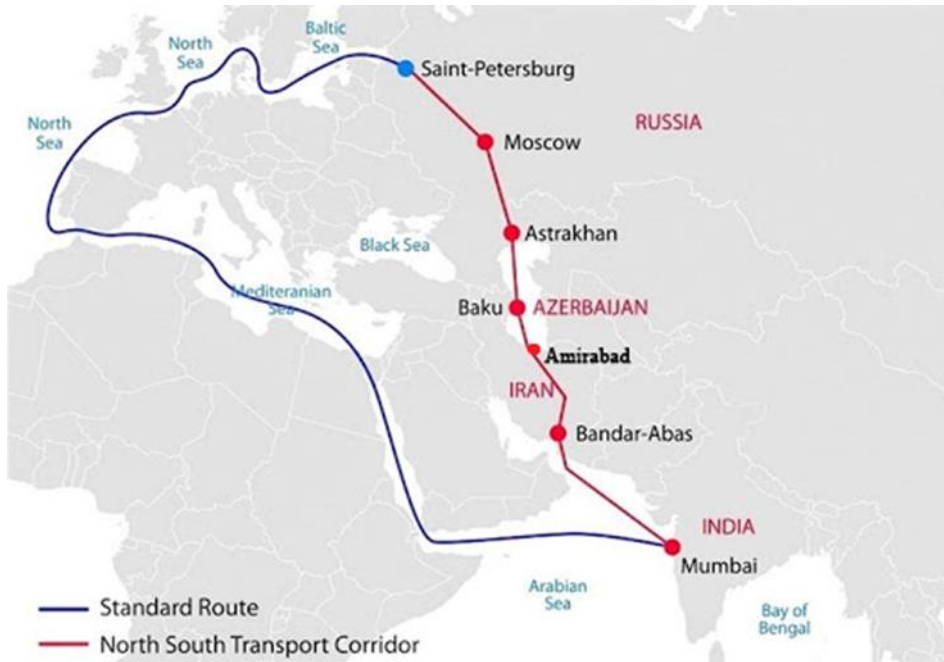 Baltic
Sea
North
Sea
Saint-Petersburg
North
Sea
RUSSIA
Moscow
Astrakhan
Black Sea
Mediteranian
Sea
Baku
AZERBAIJAN
Amirabad
IRAN
Bandar-Abas
INDIA
Mumbai
Arabian
Sea
Bay of
Bengal
Standard Route
North South Transport Corridor